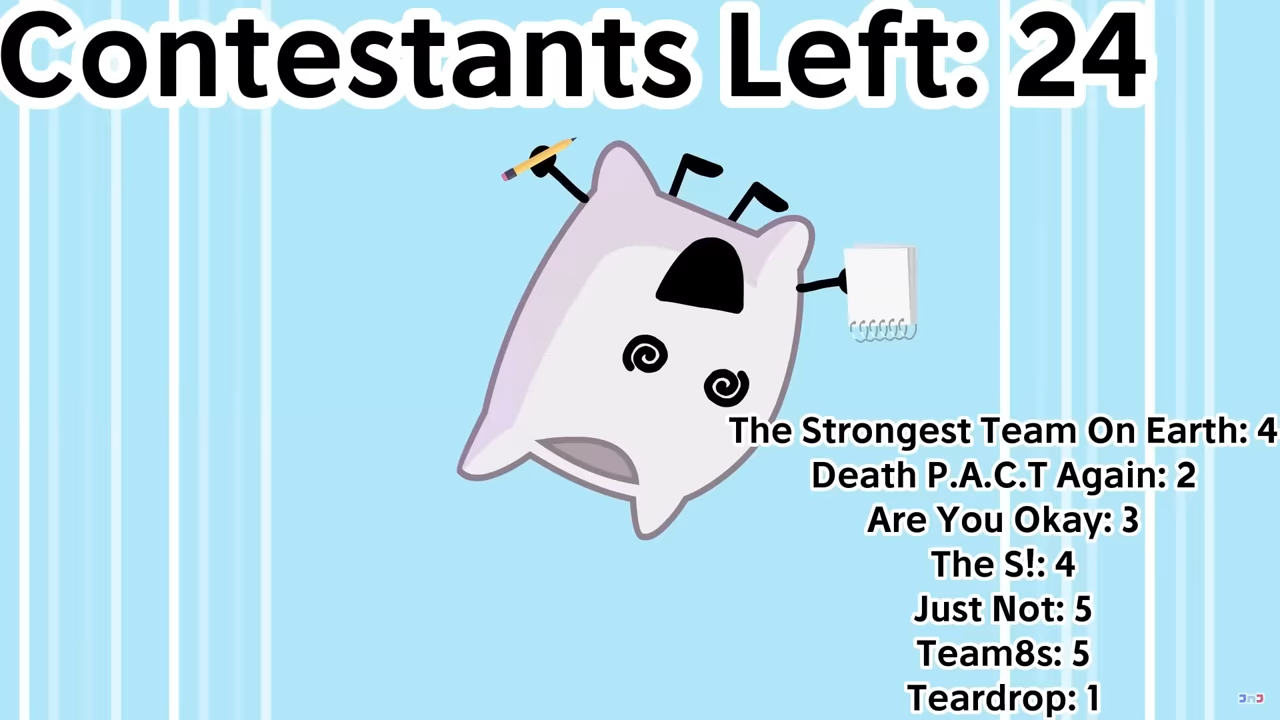 Contestants Left: 24
The Strongest Team On Earth: 4
Death P.A.C.T Again: 2
Are You Okay: 3
The S!: 4
Just Not: 5
Team8s: 5
Teardrop: 1